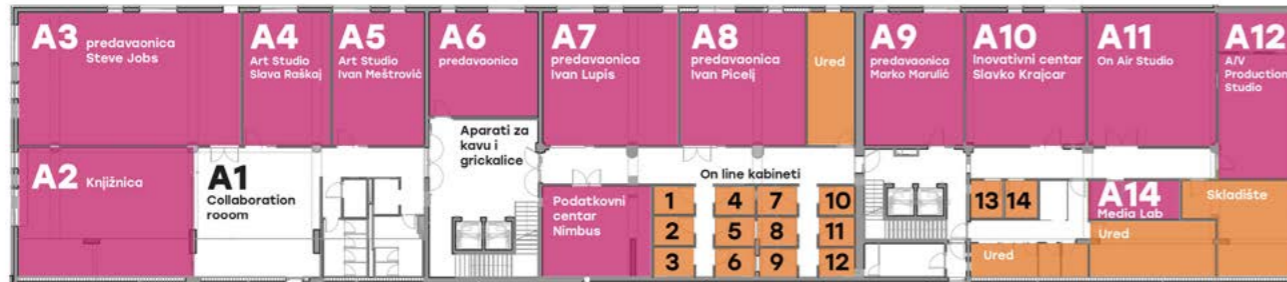 A3 predavaonica
Steve Jobs
A4
Art Studio
Slava Raškaj
A5
Art Studio
Ivan Meštrović
A6
predavaonica
A7
predavaonica
Ivan Lupis
A8
predavaonica
Ivan Picelj
Ured
A9
predavaonica
Marko Marulić
A10
Inovativni centar
Slavko Krajcar
A11
On Air Studio
A12
A/V
Production
Studio
Aparati za
kavu i
grickalice
A2 Knjižnica
A1
Collaboration
rooom
On line kabineti
Podatkovni
centar
Nimbus
1
2
3
4
5
6
7
8
9
10
11
12
13 14
A14
Media Lab
Skladište
Ured
Ured